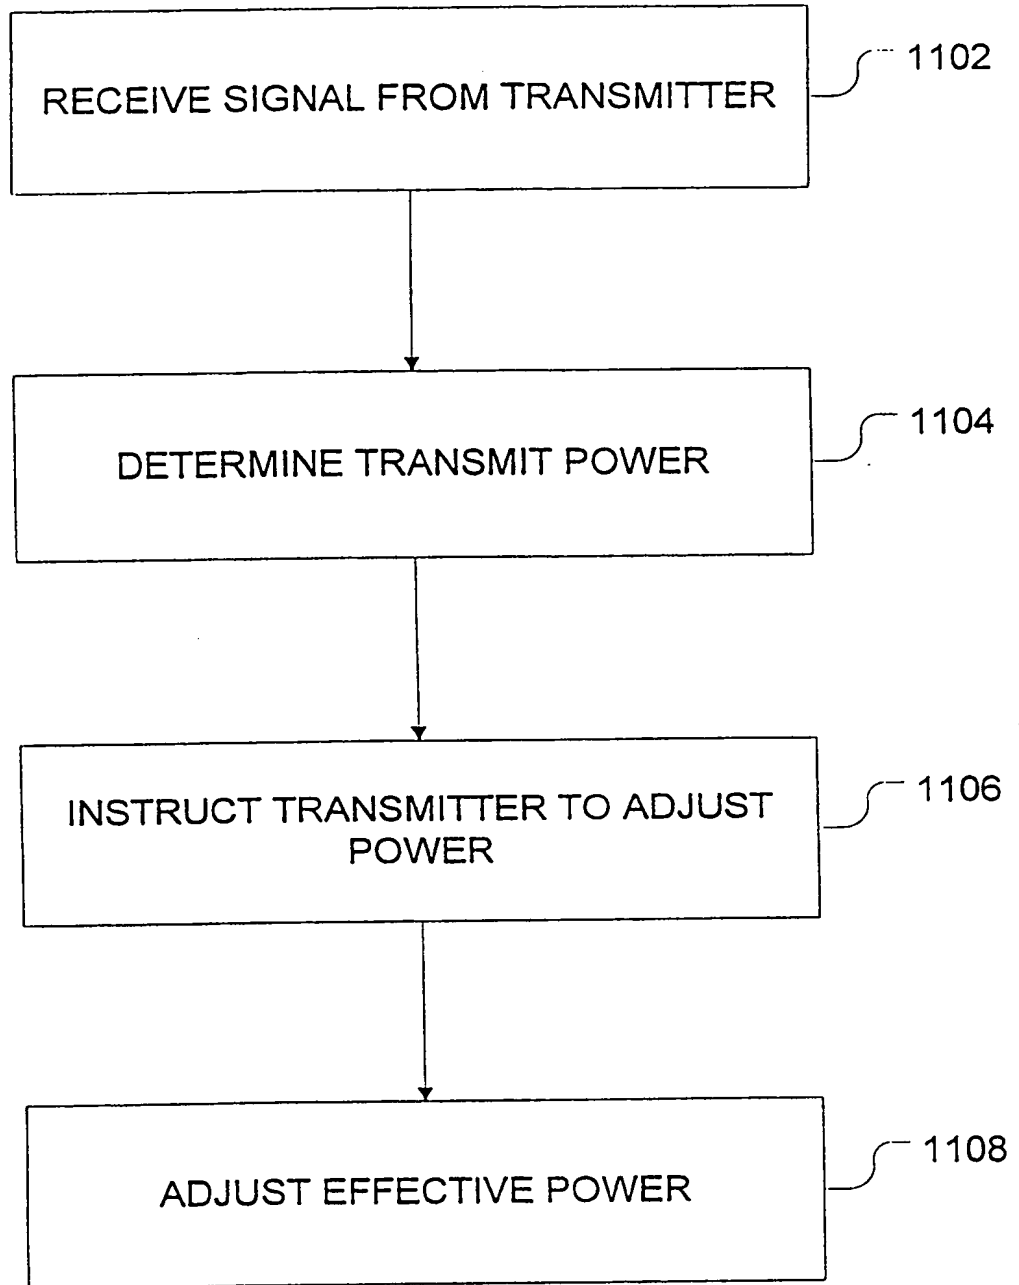 RECEIVE SIGNAL FROM TRANSMITTER
1102
DETERMINE TRANSMIT POWER
1104
INSTRUCT TRANSMITTER TO ADJUST
POWER
1106
ADJUST EFFECTIVE POWER
1108